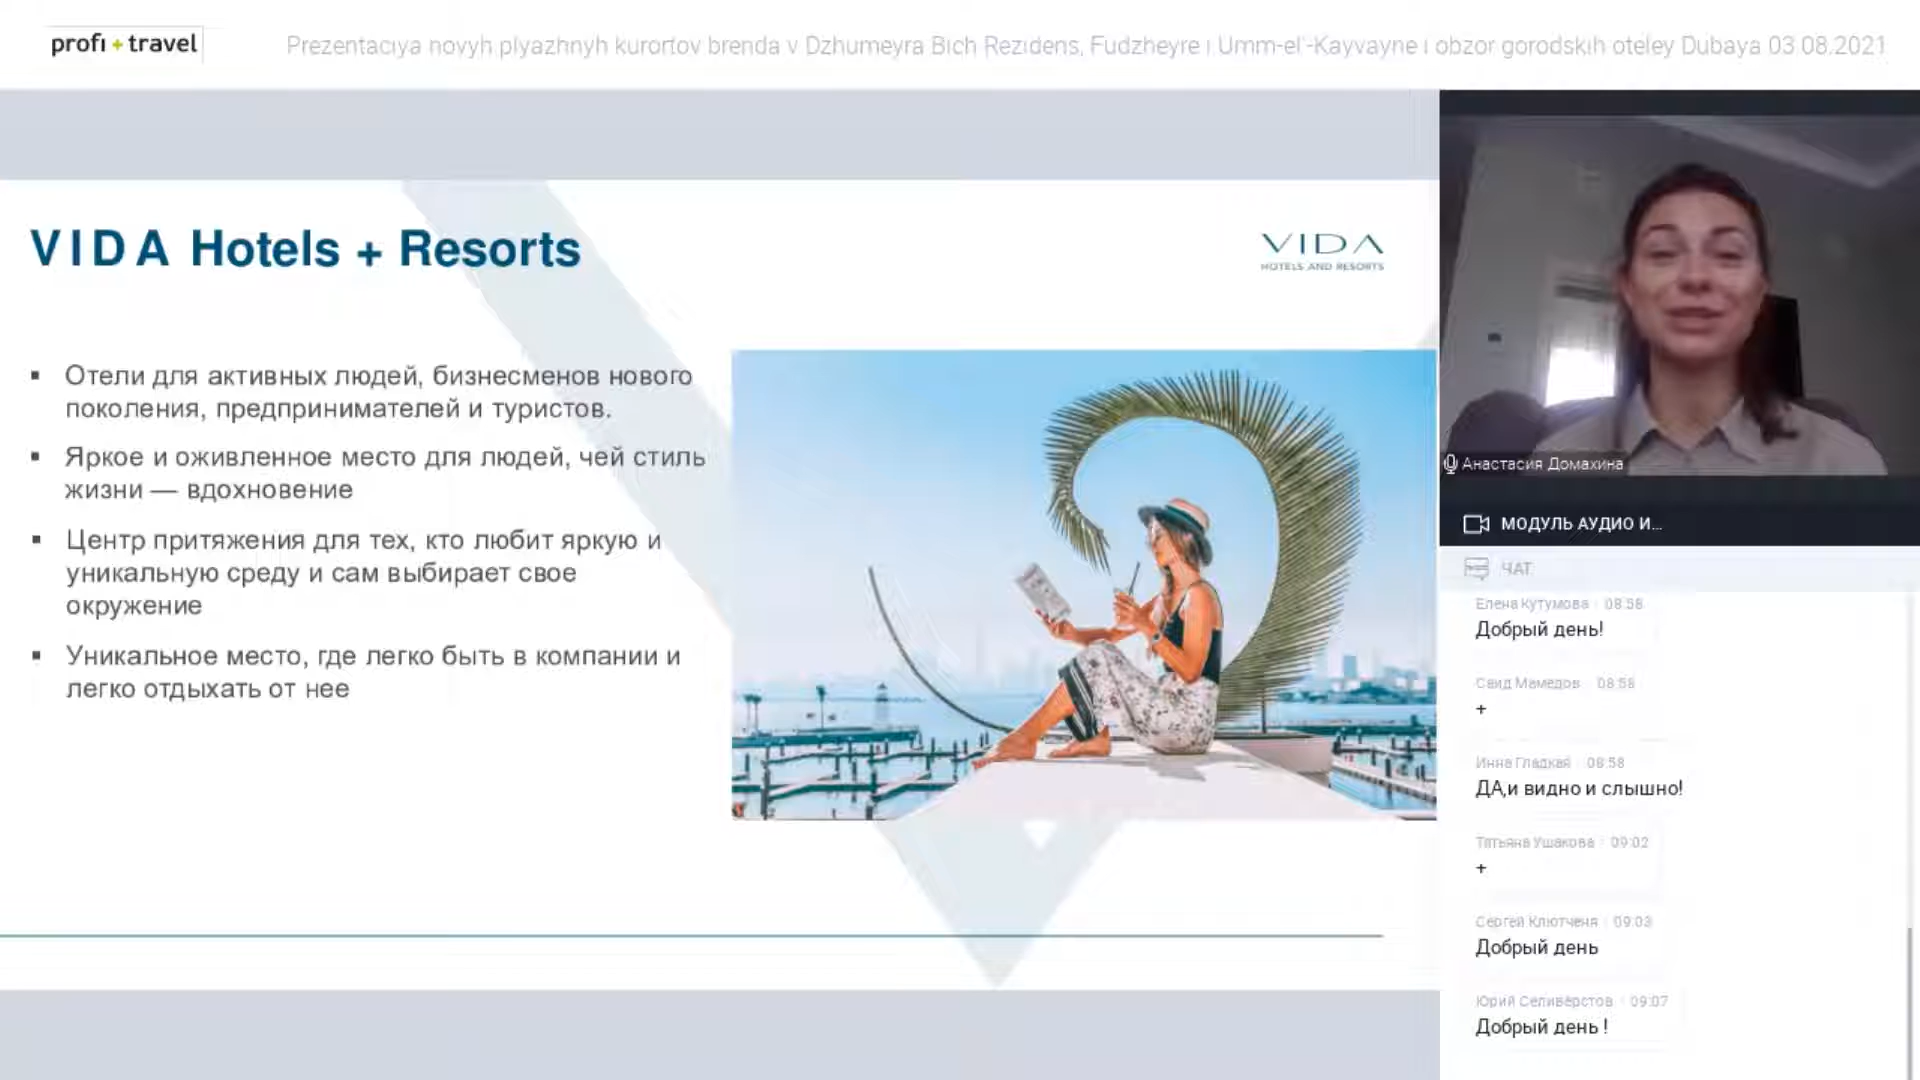 profi + travel
Prezentaciya novyh plyazhnyh kurortov brenda v Dzhumeyra Bich Rezidens, Fudzheyre i Umm-el'-Kayvayne i obzor gorodskih oteley Dubaya 03.08.2021
VIDA Hotels + Resorts
VIDA
HOTELS AND RESORTS
▪ Отели для активных людей, бизнесменов нового
поколения, предпринимателей и туристов.
▪ Яркое и оживленное место для людей, чей стиль
жизни — вдохновение
▪ Центр притяжения для тех, кто любит яркую и
уникальную среду и сам выбирает свое
окружение
▪ Уникальное место, где легко быть в компании и
легко отдыхать от нее
Анастасия Домахина
МОДУЛЬ АУДИО И...
ЧАТ
Елена Кутумова · 08:58
Добрый день!
Саид Мамедов · 08:58
+
Инна Гладкая · 08:58
ДА,и видно и слышно!
Татьяна Ушакова · 09:02
+
Сергей Клютченя · 09:03
Добрый день
Юрий Селивёрстов · 09:07
Добрый день !